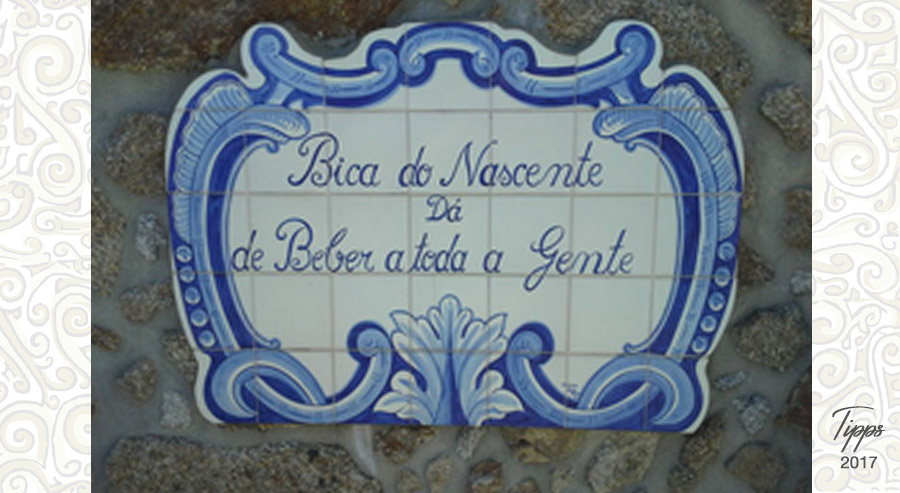 Bica do Nascente
Dá
de Beber a toda a Gente
Tipps
2017